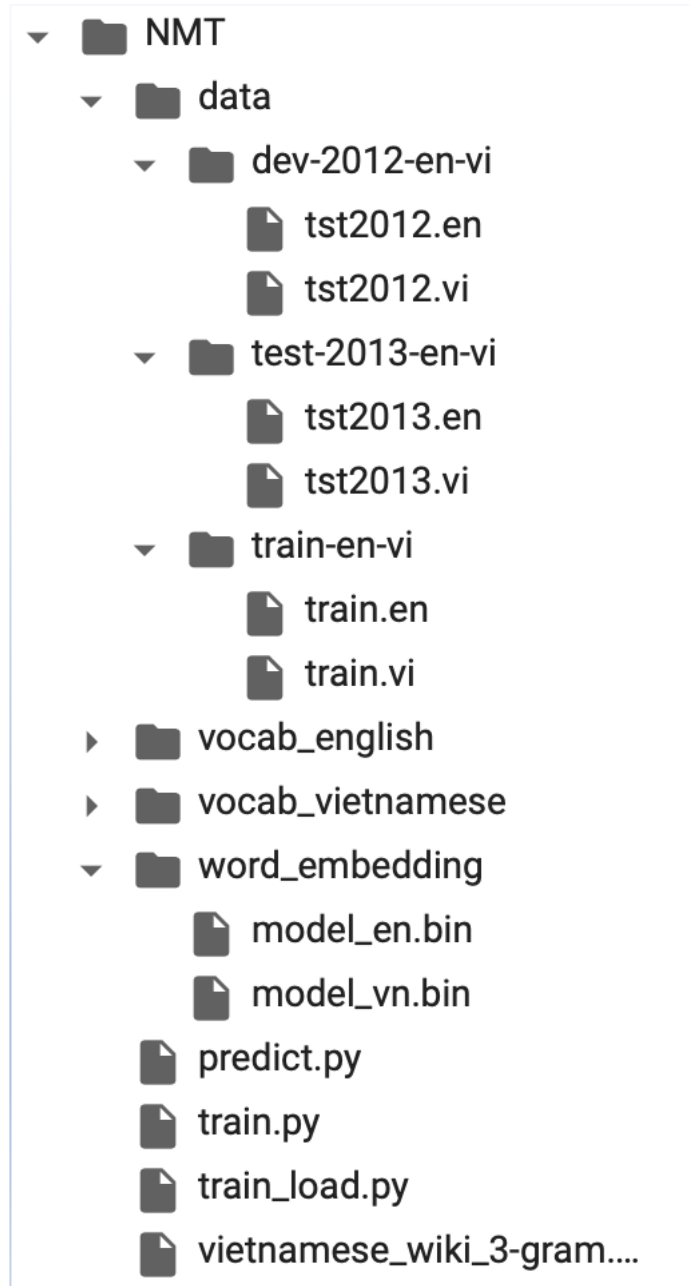 NMT
data
dev-2012-en-vi
tst2012.en
tst2012.vi
test-2013-en-vi
tst2013.en
tst2013.vi
train-en-vi
train.en
train.vi
vocab_english
vocab_vietnamese
word_embedding
model_en.bin
model_vn.bin
predict.py
train.py
train_load.py
vietnamese_wiki_3-gram....